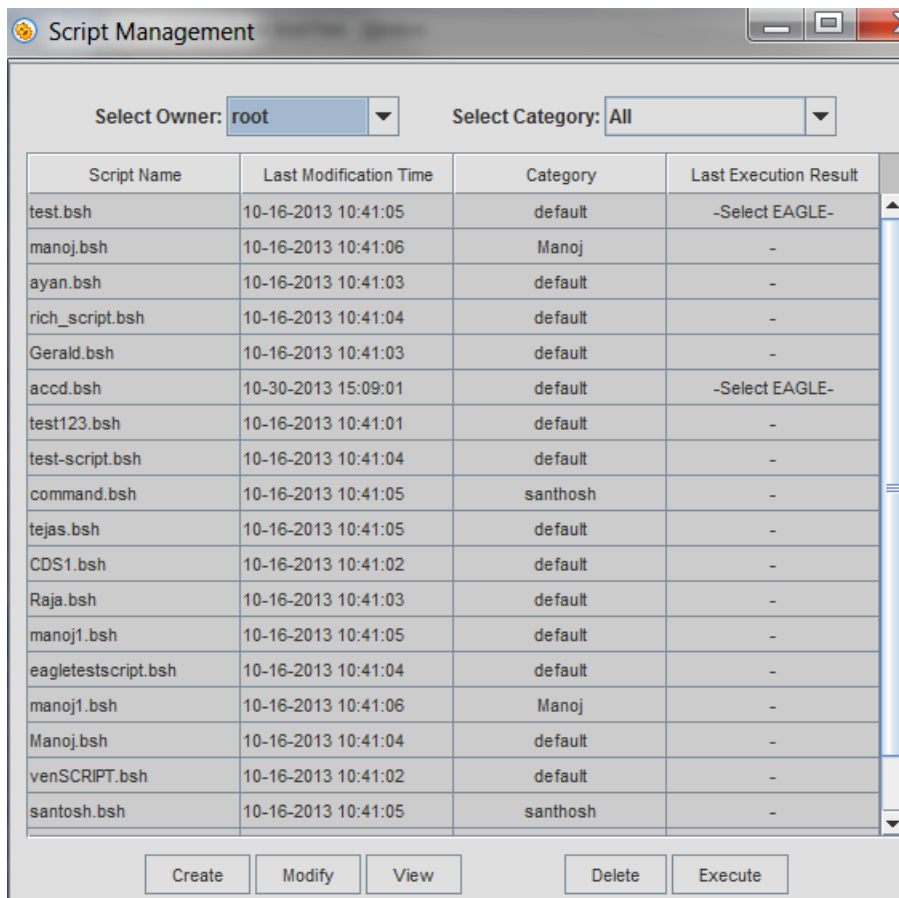 Script Management
Select Owner: root Select Category: All
Script Name Last Modification Time Category Last Execution Result
test.bsh 10-16-2013 10:41:05 default -Select EAGLE-
manoj.bsh 10-16-2013 10:41:06 Manoj -
ayan.bsh 10-16-2013 10:41:03 default -
rich_script.bsh 10-16-2013 10:41:04 default -
Gerald.bsh 10-16-2013 10:41:03 default -
accd.bsh 10-30-2013 15:09:01 default -Select EAGLE-
test123.bsh 10-16-2013 10:41:01 default -
test-script.bsh 10-16-2013 10:41:04 default -
command.bsh 10-16-2013 10:41:05 santhosh -
tejas.bsh 10-16-2013 10:41:05 default -
CDS1.bsh 10-16-2013 10:41:02 default -
Raja.bsh 10-16-2013 10:41:03 default -
manoj1.bsh 10-16-2013 10:41:05 default -
eagletestscript.bsh 10-16-2013 10:41:04 default -
manoj1.bsh 10-16-2013 10:41:06 Manoj -
Manoj.bsh 10-16-2013 10:41:04 default -
venSCRIPT.bsh 10-16-2013 10:41:02 default -
santosh.bsh 10-16-2013 10:41:05 santhosh -
Create Modify View Delete Execute